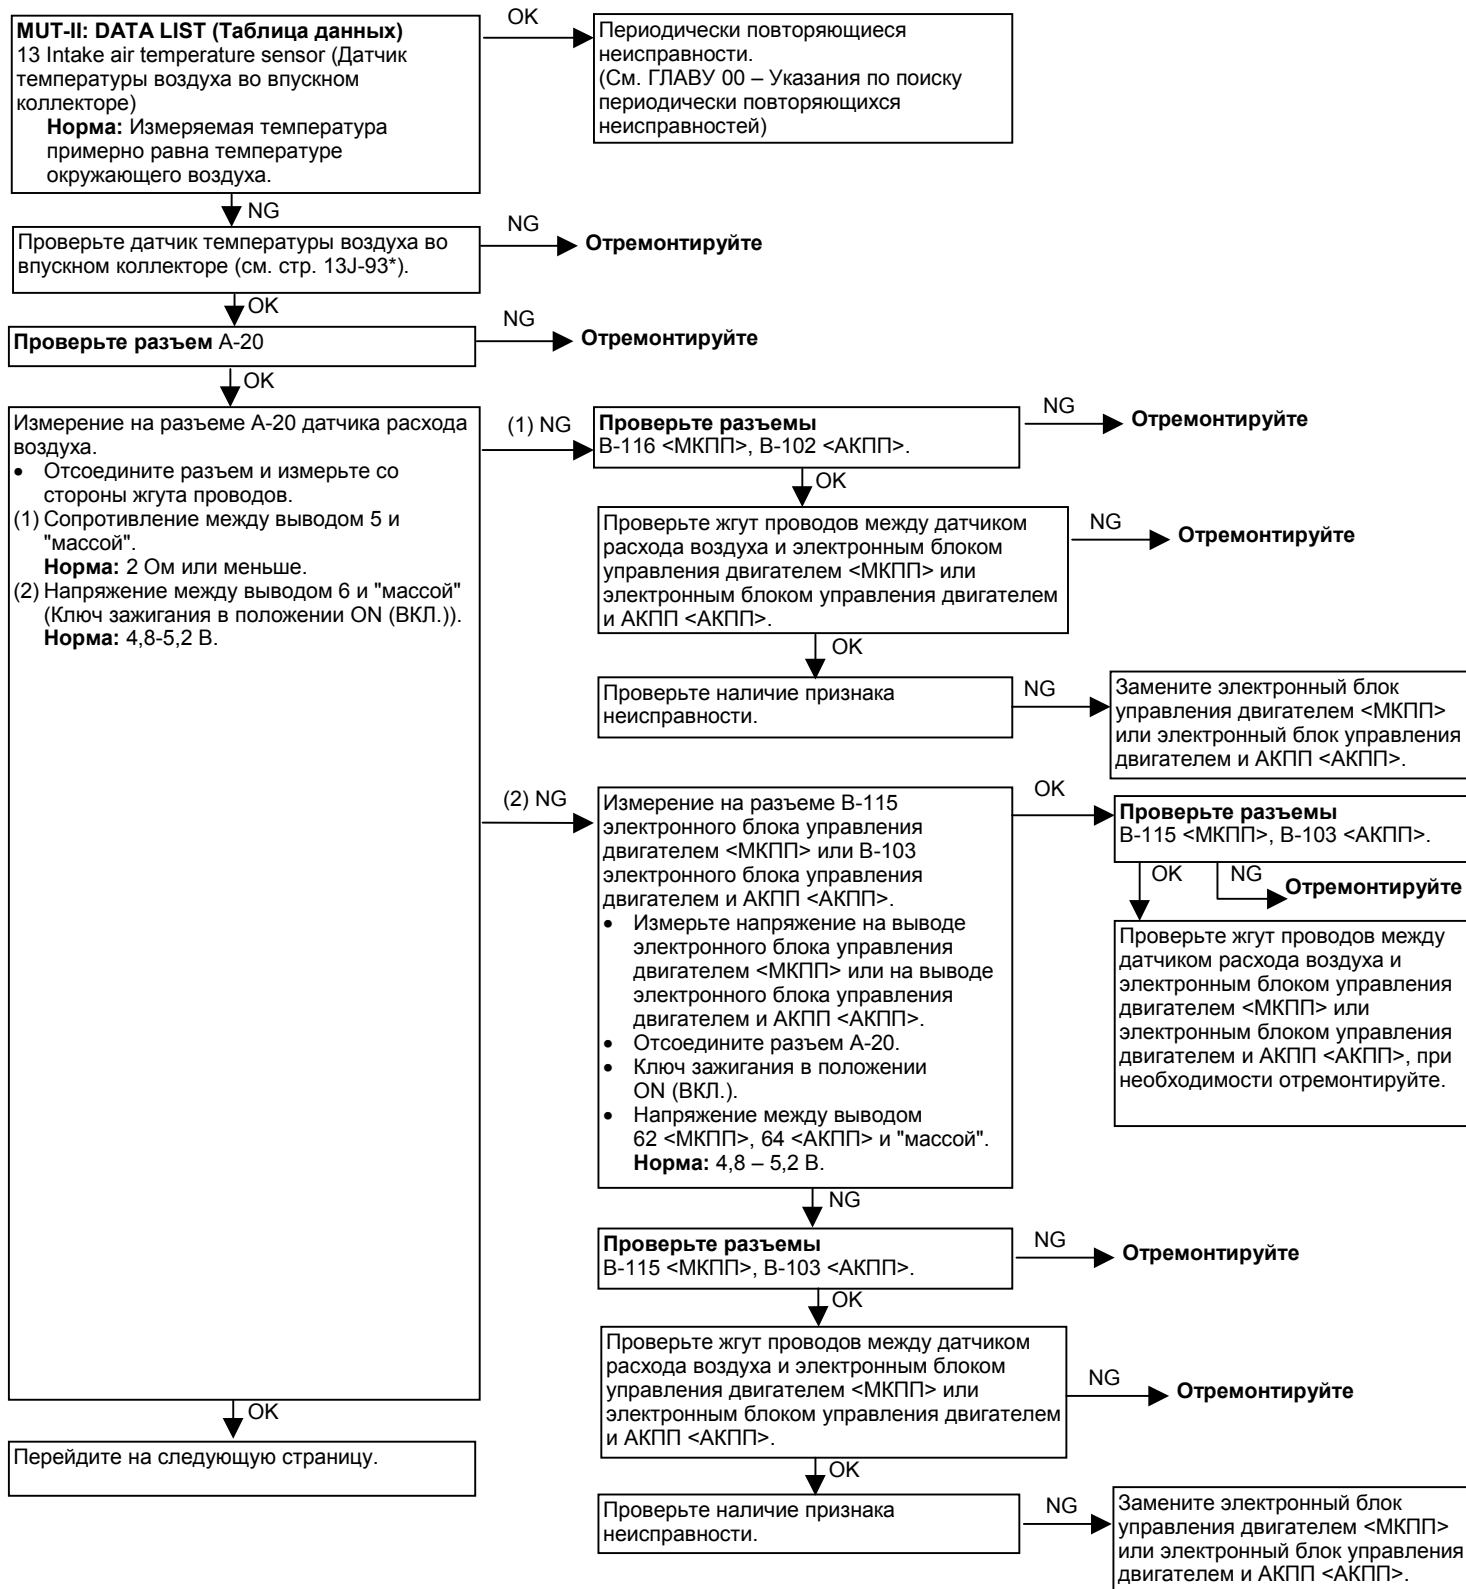 MUT-II: DATA LIST (Таблица данных)
13 Intake air temperature sensor (Датчик
температуры воздуха во впускном
коллекторе)
Норма: Измеряемая температура
примерно равна температуре
окружающего воздуха.
OK
Периодически повторяющиеся
неисправности.
(См. ГЛАВУ 00 – Указания по поиску
периодически повторяющихся
неисправностей)
NG
Проверьте датчик температуры воздуха во
впускном коллекторе (см. стр. 13J-93*).
NG
Отремонтируйте
OK
Проверьте разъем А-20
NG
Отремонтируйте
OK
Измерение на разъеме А-20 датчика расхода
воздуха.
• Отсоедините разъем и измерьте со
стороны жгута проводов.
(1) Сопротивление между выводом 5 и
"массой".
Норма: 2 Ом или меньше.
(2) Напряжение между выводом 6 и "массой"
(Ключ зажигания в положении ON (ВКЛ.)).
Норма: 4,8-5,2 В.
(1) NG
Проверьте разъемы
В-116 <МКПП>, В-102 <АКПП>.
NG
Отремонтируйте
OK
Проверьте жгут проводов между датчиком
расхода воздуха и электронным блоком
управления двигателем <МКПП> или
электронным блоком управления двигателем
и АКПП <АКПП>.
NG
Отремонтируйте
OK
Проверьте наличие признака
неисправности.
NG
Замените электронный блок
управления двигателем <МКПП>
или электронный блок управления
двигателем и АКПП <АКПП>.
(2) NG
Измерение на разъеме В-115
электронного блока управления
двигателем <МКПП> или В-103
электронного блока управления
двигателем и АКПП <АКПП>.
• Измерьте напряжение на выводе
электронного блока управления
двигателем <МКПП> или на выводе
электронного блока управления
двигателем и АКПП <АКПП>.
• Отсоедините разъем А-20.
• Ключ зажигания в положении
ON (ВКЛ.).
• Напряжение между выводом
62 <МКПП>, 64 <АКПП> и "массой".
Норма: 4,8 – 5,2 В.
OK
Проверьте разъемы
В-115 <МКПП>, В-103 <АКПП>.
OK
NG
Отремонтируйте
Проверьте жгут проводов между
датчиком расхода воздуха и
электронным блоком управления
двигателем <МКПП> или
электронным блоком управления
двигателем и АКПП <АКПП>, при
необходимости отремонтируйте.
NG
Проверьте разъемы
В-115 <МКПП>, В-103 <АКПП>.
NG
Отремонтируйте
OK
Проверьте жгут проводов между датчиком
расхода воздуха и электронным блоком
управления двигателем <МКПП> или
электронным блоком управления двигателем
и АКПП <АКПП>.
NG
Отремонтируйте
OK
Проверьте наличие признака
неисправности.
NG
Замените электронный блок
управления двигателем <МКПП>
или электронный блок управления
двигателем и АКПП <АКПП>.
OK
Перейдите на следующую страницу.